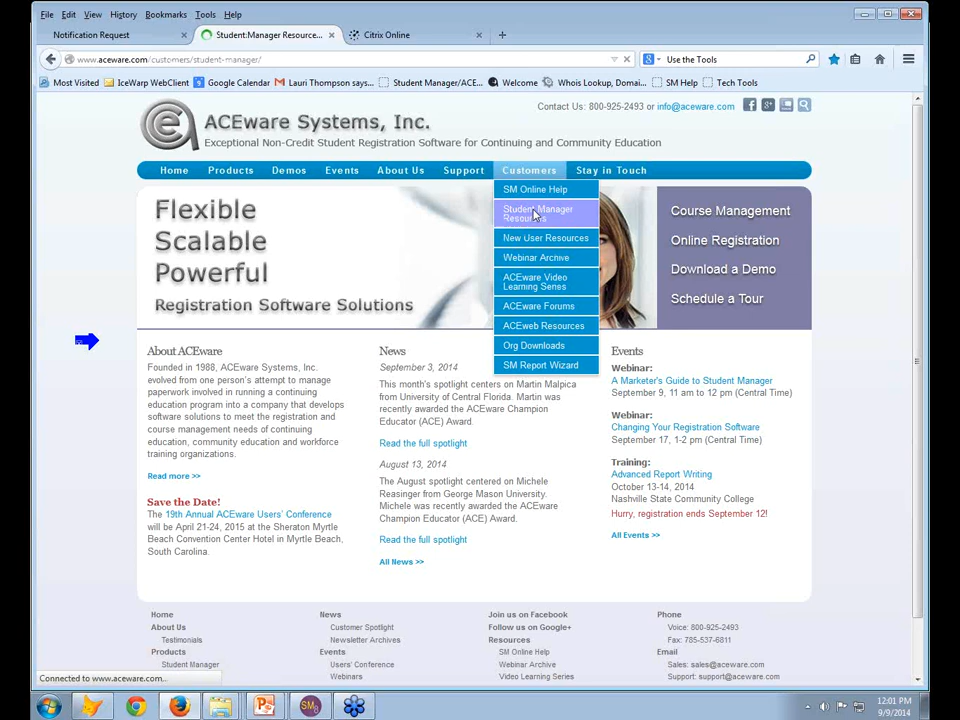 File Edit View History Bookmarks Tools Help
Notification Request × Student:Manager Resource... × Citrix Online × +
www.aceware.com/customers/student-manager/ Use the Tools
Most Visited IceWarp WebClient Google Calendar Lauri Thompson says... Student Manager/ACE... Welcome Whois Lookup, Domai... SM Help Tech Tools
Contact Us: 800-925-2493 or info@aceware.com
ACEware Systems, Inc.
Exceptional Non-Credit Student Registration Software for Continuing and Community Education
Home Products Demos Events About Us Support Customers Stay in Touch
SM Online Help
Student Manager
Resources
New User Resources
Webinar Archive
ACEware Video
Learning Series
ACEware Forums
ACEweb Resources
Org Downloads
SM Report Wizard
Flexible
Scalable
Powerful
Registration Software Solutions
Course Management
Online Registration
Download a Demo
Schedule a Tour
About ACEware
Founded in 1988, ACEware Systems, Inc.
evolved from one person's attempt to manage
paperwork involved in running a continuing
education program into a company that develops
software solutions to meet the registration and
course management needs of continuing
education, community education and workforce
training organizations.
Read more >>
Save the Date!
The 19th Annual ACEware Users' Conference
will be April 21-24, 2015 at the Sheraton Myrtle
Beach Convention Center Hotel in Myrtle Beach,
South Carolina.
News
September 3, 2014
This month's spotlight centers on Martin Malpica
from University of Central Florida. Martin was
recently awarded the ACEware Champion
Educator (ACE) Award.
Read the full spotlight
August 13, 2014
The August spotlight centered on Michele
Reasinger from George Mason University.
Michele was recently awarded the ACEware
Champion Educator (ACE) Award.
Read the full spotlight
All News >>
Events
Webinar:
A Marketer's Guide to Student Manager
September 9, 11 am to 12 pm (Central Time)
Webinar:
Changing Your Registration Software
September 17, 1-2 pm (Central Time)
Training:
Advanced Report Writing
October 13-14, 2014
Nashville State Community College
Hurry, registration ends September 12!
All Events >>
Home
About Us
Testimonials
Products
Student Manager
News
Customer Spotlight
Newsletter Archives
Events
Users' Conference
Webinars
Join us on Facebook
Follow us on Google+
Resources
SM Online Help
Webinar Archive
Video Learning Series
Phone
Voice: 800-925-2493
Fax: 785-537-6811
Email
Sales: sales@aceware.com
Support: support@aceware.com
Connected to www.aceware.com...
12:01 PM
9/9/2014